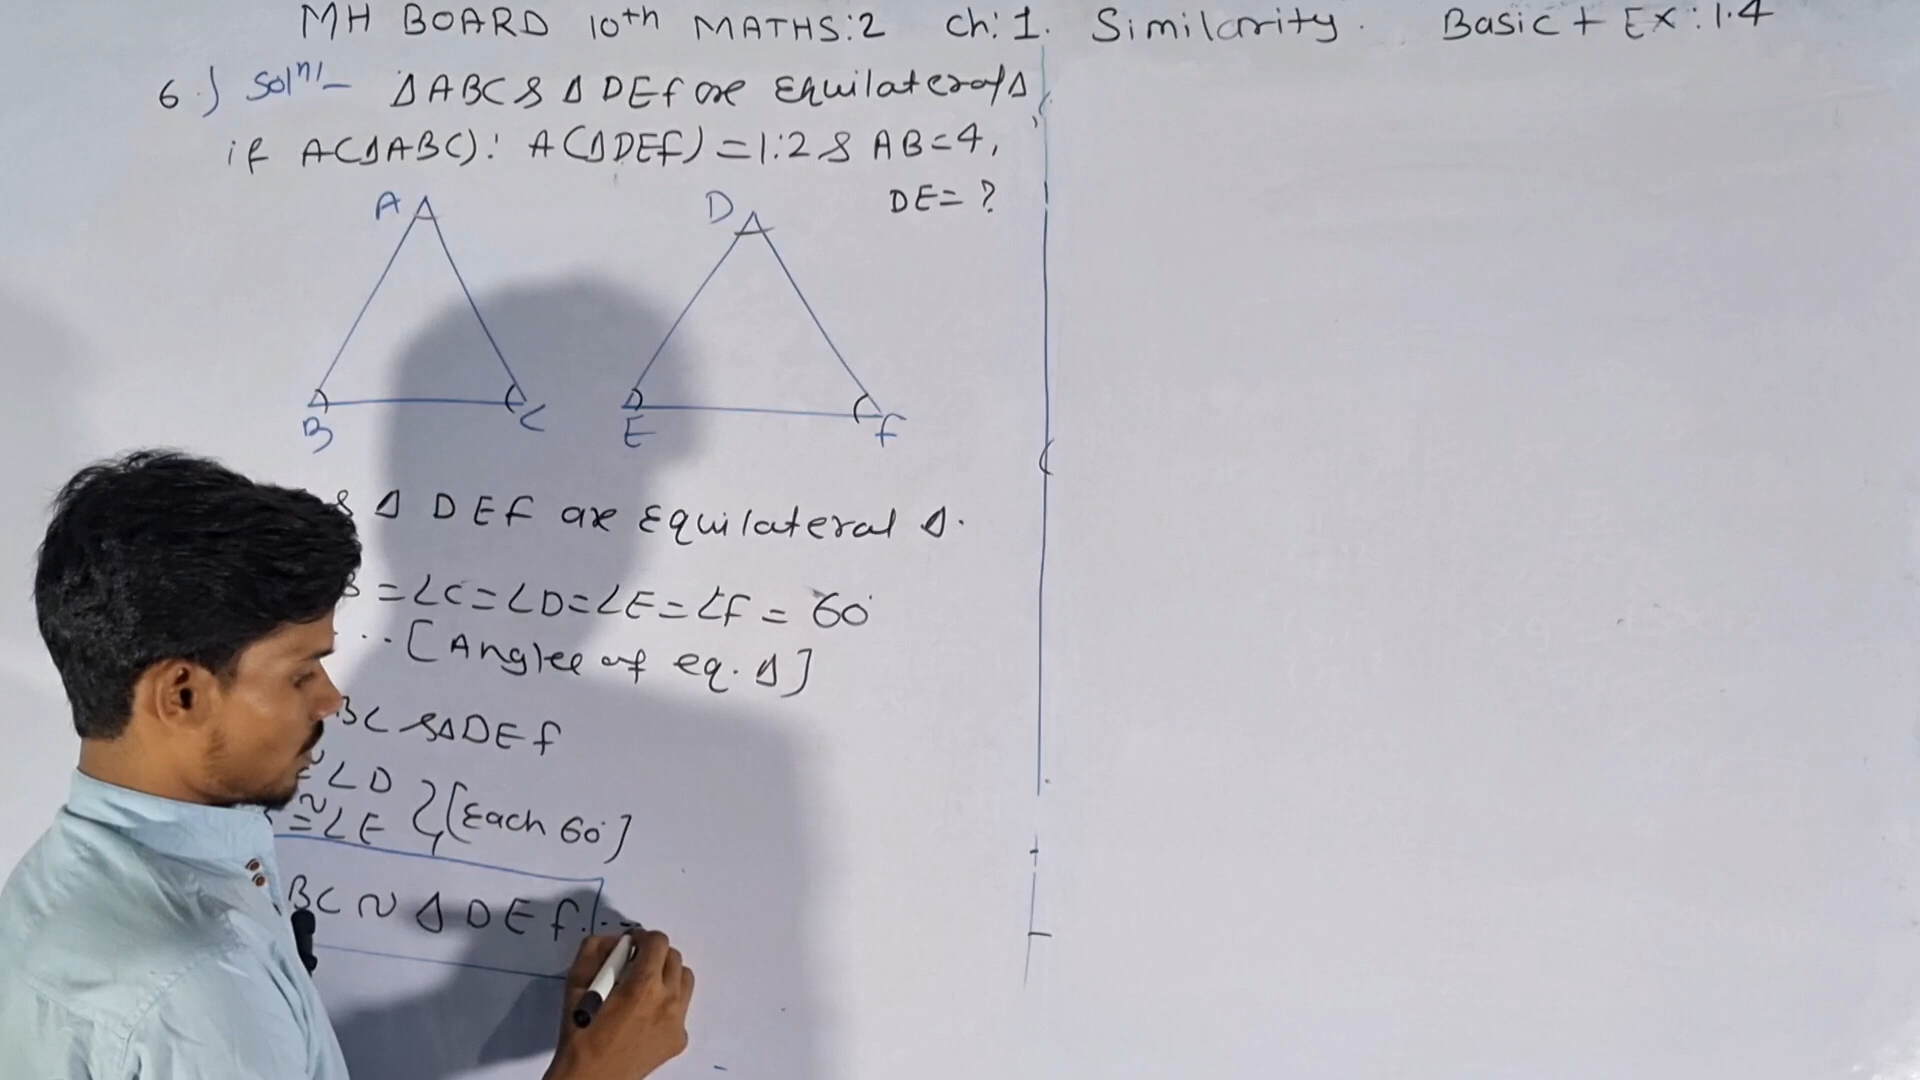 MH BOARD 10th MATHS:2 Ch:1. Similarity. Basic + EX:1.4
6.) Solⁿ/- ΔABC & ΔDEF are Equilateral Δ
if A(ΔABC): A(ΔDEF) = 1:2 & AB=4,
DE= ?
A D
B C E F
& Δ DEF are Equilateral Δ.
B = ∠C = ∠D = ∠E = ∠F = 60°
... [Angles of eq. Δ]
BC & ΔDEF
≅ ∠D
≅ ∠E } [Each 60°]
BC ~ Δ DEF